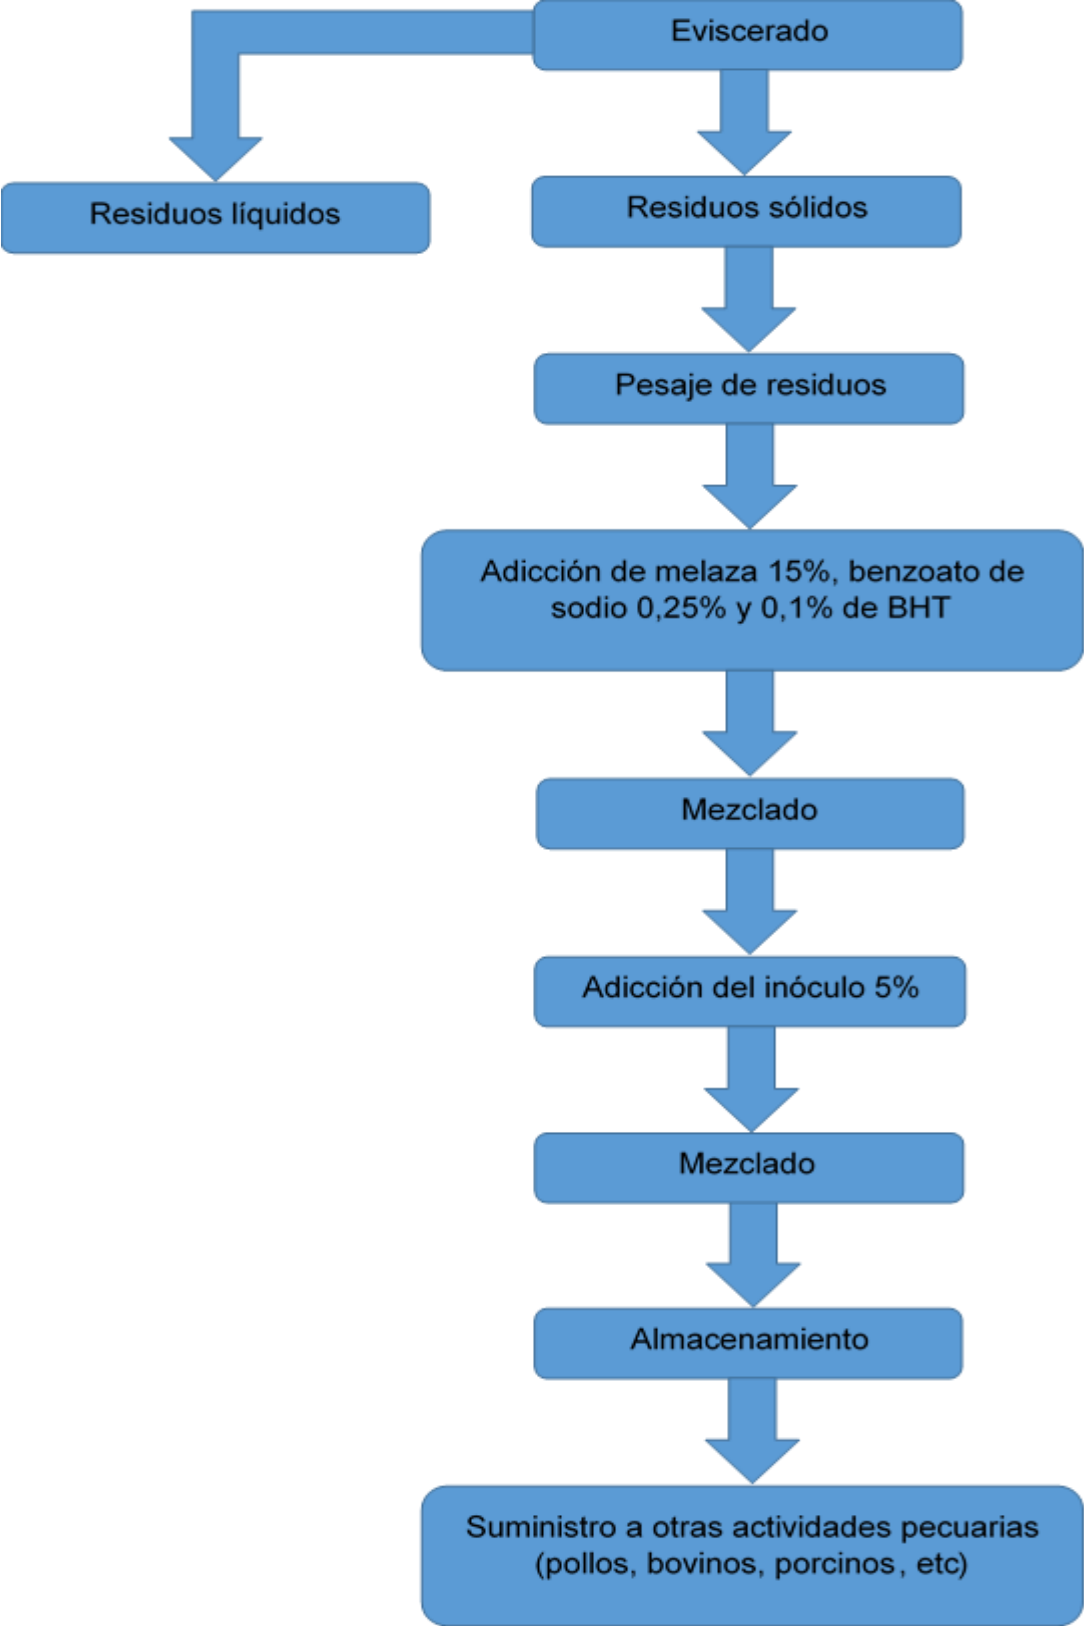 Eviscerado
Residuos líquidos
Residuos sólidos
Pesaje de residuos
Adicción de melaza 15%, benzoato de
sodio 0,25% y 0,1% de BHT
Mezclado
Adicción del inóculo 5%
Mezclado
Almacenamiento
Suministro a otras actividades pecuarias
(pollos, bovinos, porcinos, etc)